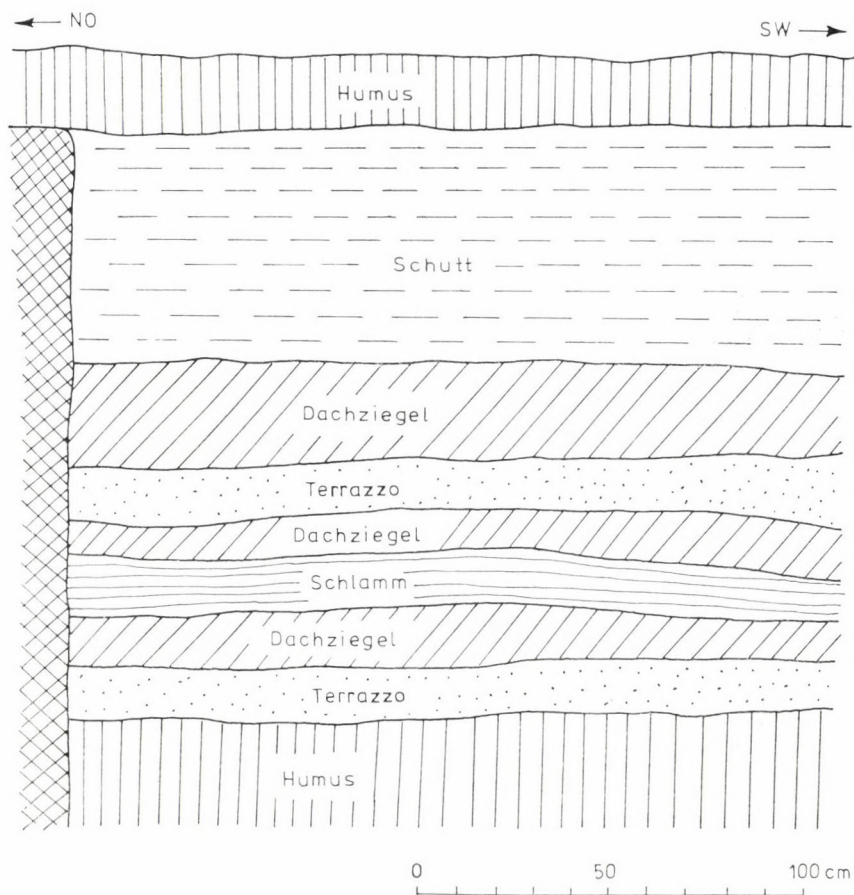 NO
SW
Humus
Schutt
Dachziegel
Terrazzo
Dachziegel
Schlamm
Dachziegel
Terrazzo
Humus
0 50 100 cm